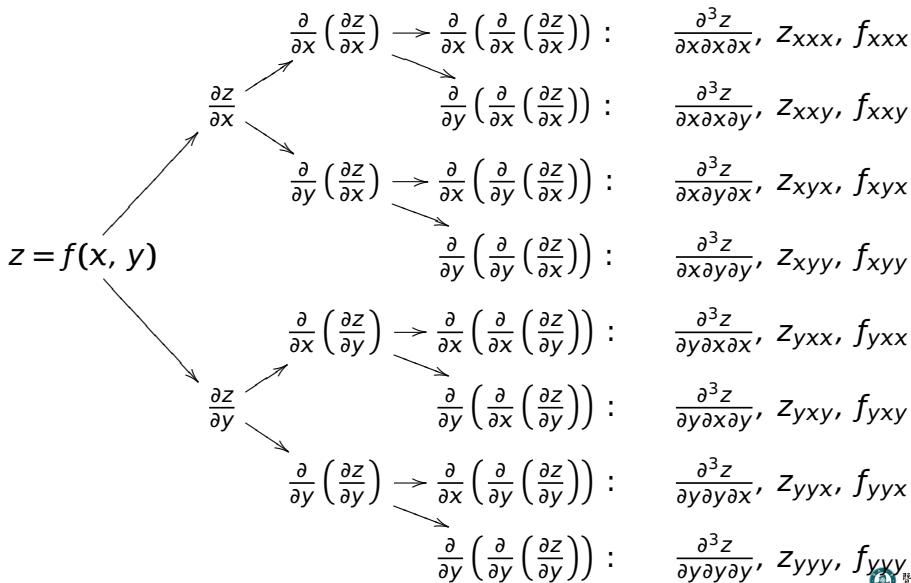 ∂/∂x (∂z/∂x) → ∂/∂x (∂/∂x (∂z/∂x)) : ∂³z/∂x∂x∂x, z_xxx, f_xxx
∂z/∂x ∂/∂y (∂/∂x (∂z/∂x)) : ∂³z/∂x∂x∂y, z_xxy, f_xxy
∂/∂y (∂z/∂x) → ∂/∂x (∂/∂y (∂z/∂x)) : ∂³z/∂x∂y∂x, z_xyx, f_xyx
z = f(x, y) ∂/∂y (∂/∂y (∂z/∂x)) : ∂³z/∂x∂y∂y, z_xyy, f_xyy
∂/∂x (∂z/∂y) → ∂/∂x (∂/∂x (∂z/∂y)) : ∂³z/∂y∂x∂x, z_yxx, f_yxx
∂z/∂y ∂/∂y (∂/∂x (∂z/∂y)) : ∂³z/∂y∂x∂y, z_yxy, f_yxy
∂/∂y (∂z/∂y) → ∂/∂x (∂/∂y (∂z/∂y)) : ∂³z/∂y∂y∂x, z_yyx, f_yyx
∂/∂y (∂/∂y (∂z/∂y)) : ∂³z/∂y∂y∂y, z_yyy, f_yyy